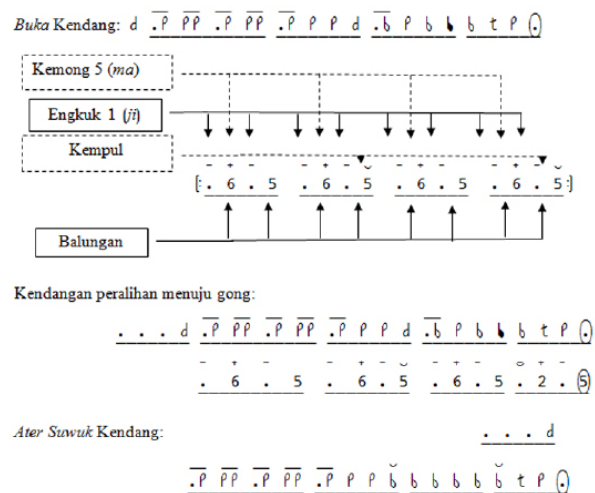 Buka Kendang: d .P PP .P PP .P P P d .b P b b b t P (.)
Kemong 5 (ma)
Engkuk 1 (ji)
Kempul
- + - - + - ⌣ - + - - + - ⌣
[: . 6 . 5 . 6 . 5 . 6 . 5 . 6 . 5 :]
Balungan
Kendangan peralihan menuju gong:
. . . d .P PP .P PP .P P P d .b P b b b t P (.)
- + - - + - ⌣ - + - ⌣ + -
. 6 . 5 . 6 . 5 . 6 . 5 . 2 . (5)
Ater Suwuk Kendang:
. . . d
.P PP .P PP .P P P b b b b b b t P (.)